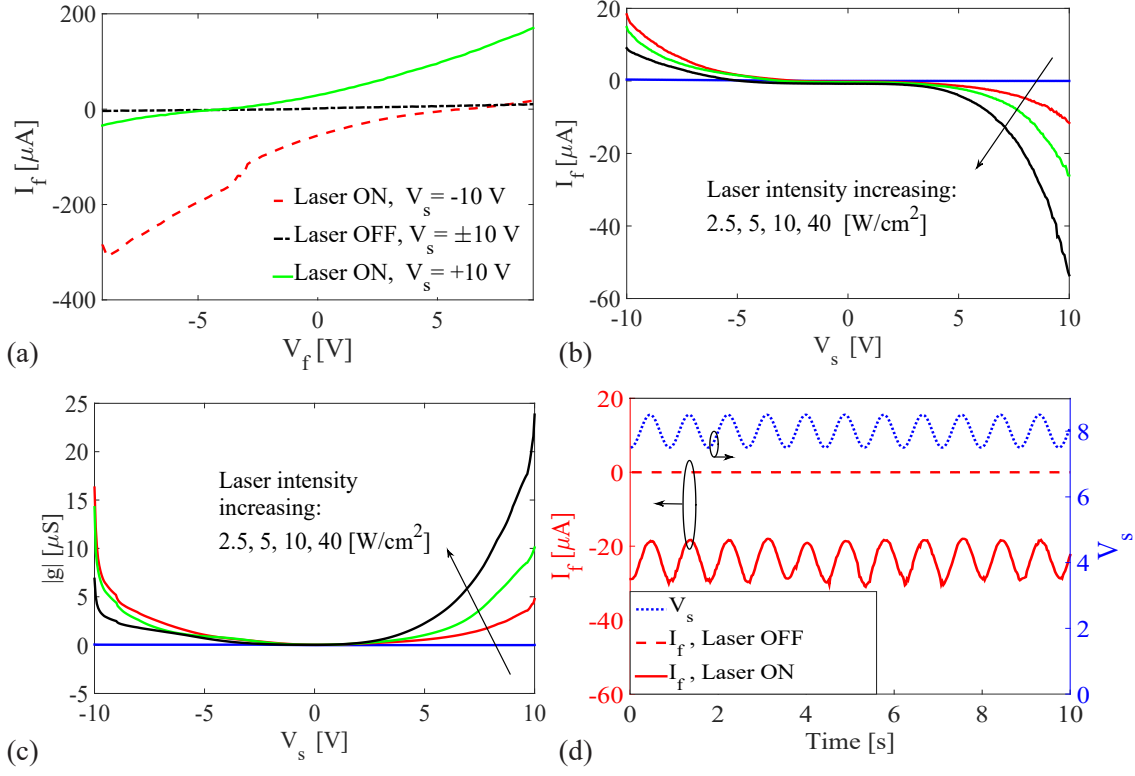 200
0
-200
-400
I_f [μA]
-5
0
5
V_f [V]
Laser ON, V_s = -10 V
Laser OFF, V_s = ±10 V
Laser ON, V_s = +10 V
(a)
20
0
-20
-40
-60
I_f [μA]
-10
-5
0
5
10
V_s [V]
Laser intensity increasing:
2.5, 5, 10, 40 [W/cm²]
(b)
25
20
15
10
5
0
-5
|g| [μS]
-10
-5
0
5
10
V_s [V]
Laser intensity
increasing:
2.5, 5, 10, 40 [W/cm²]
(c)
20
0
-20
-40
-60
I_f [μA]
8
6
4
2
0
V_s
0
2
4
6
8
10
Time [s]
V_s
I_f , Laser OFF
I_f , Laser ON
(d)